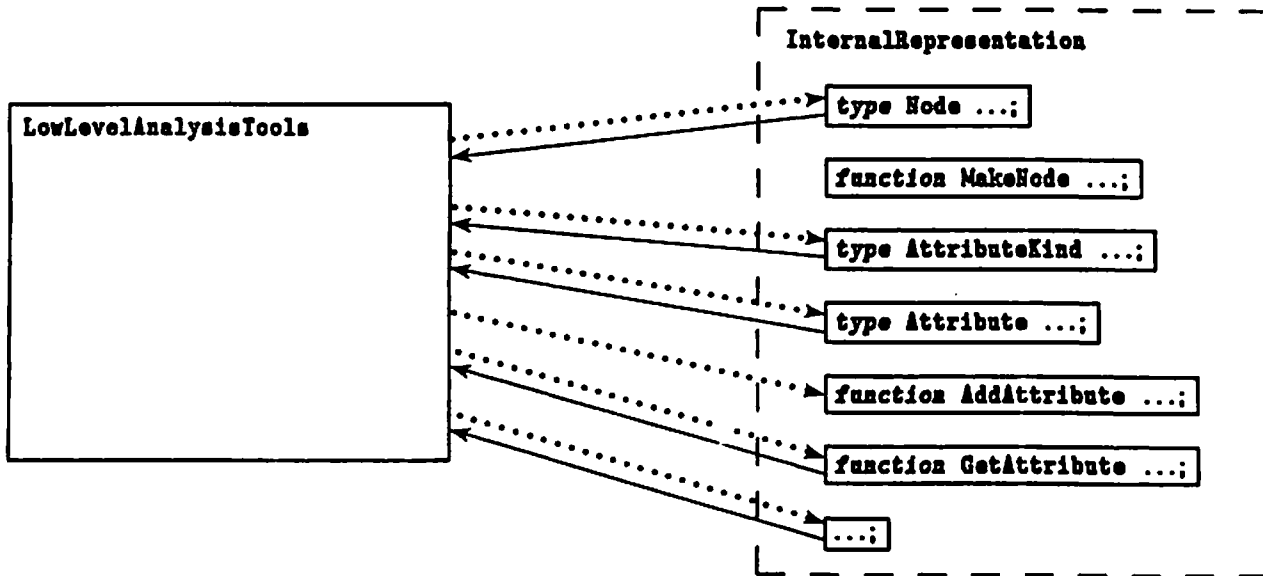 InternalRepresentation
LowLevelAnalysisTools
type Node ...;
function MakeNode ...;
type AttributeKind ...;
type Attribute ...;
function AddAttribute ...;
function GetAttribute ...;
...;